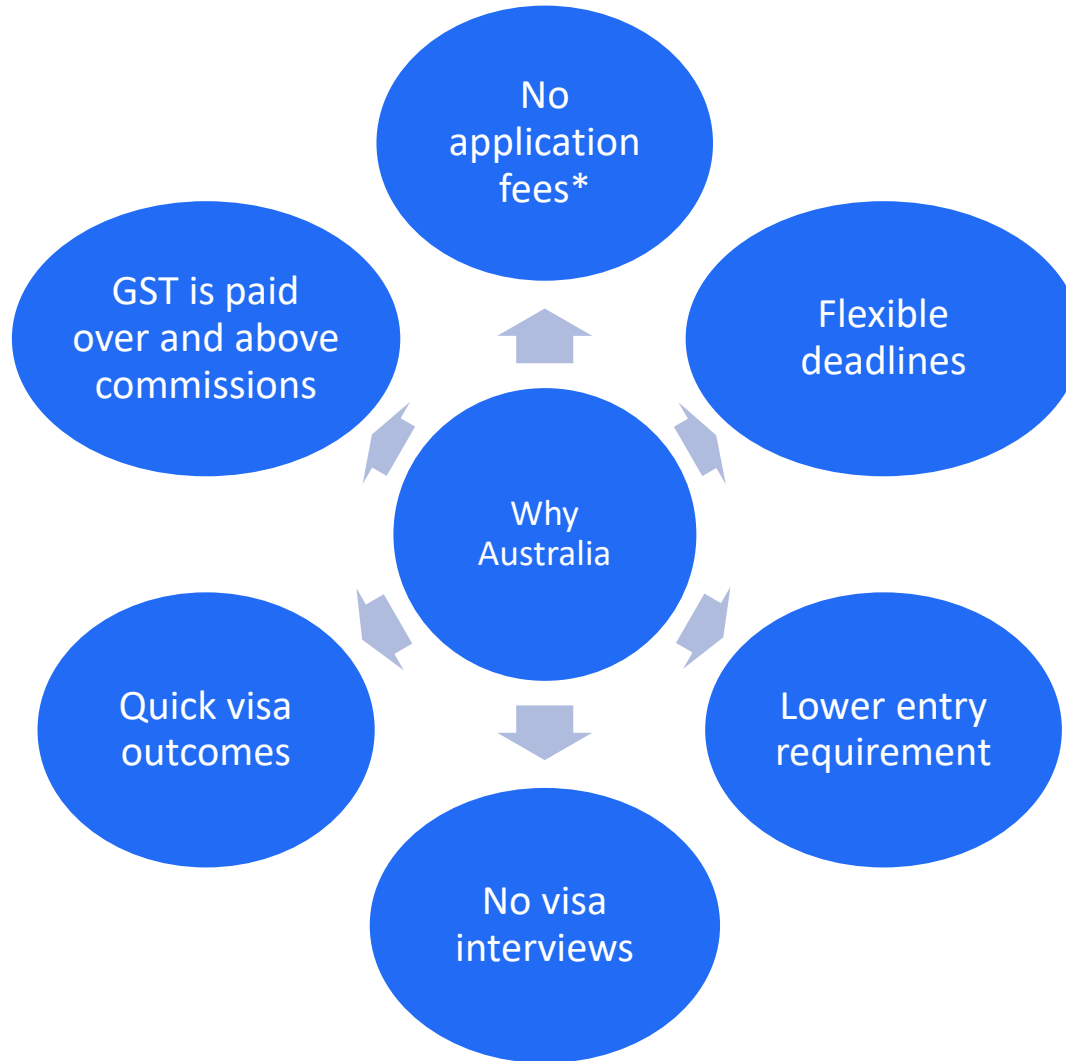 No
application
fees*
Flexible
deadlines
Lower entry
requirement
No visa
interviews
Quick visa
outcomes
GST is paid
over and above
commissions
Why
Australia